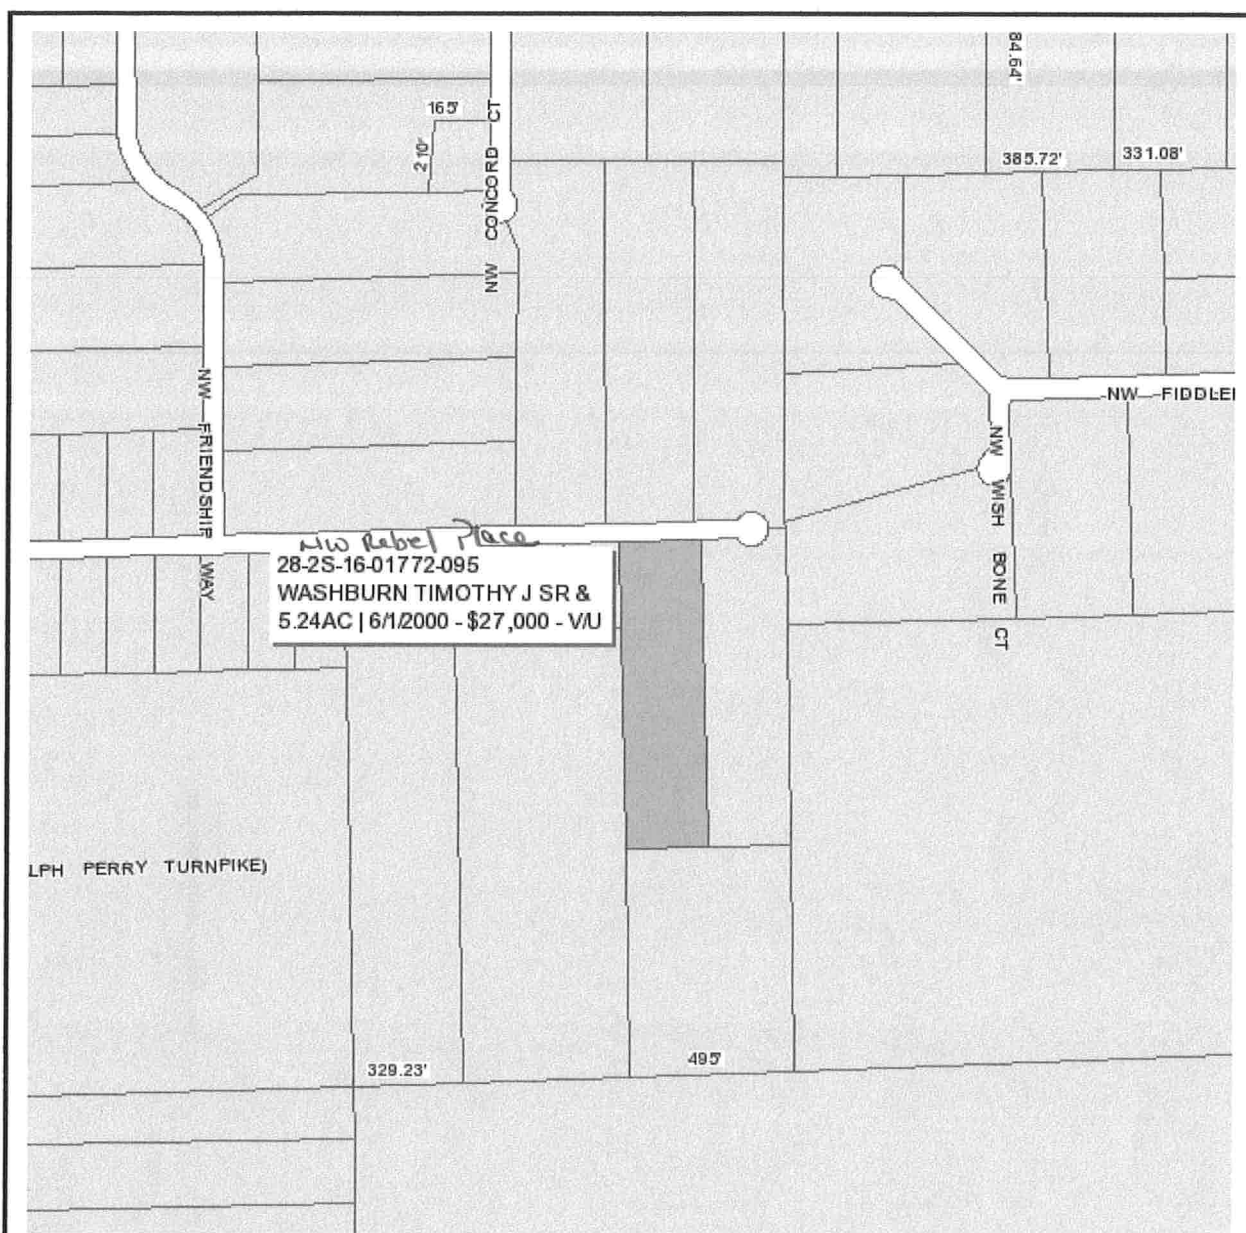 84.64'
165'
210'
NW CONCORD CT
385.72'
331.08'
NW FRIENDSHIP WAY
NW FIDDLE
NW WISH BONE CT
NW Rebel Place
28-2S-16-01772-095
WASHBURN TIMOTHY J SR &
5.24AC | 6/1/2000 - $27,000 - V/U
LPH PERRY TURNPIKE)
329.23'
495'